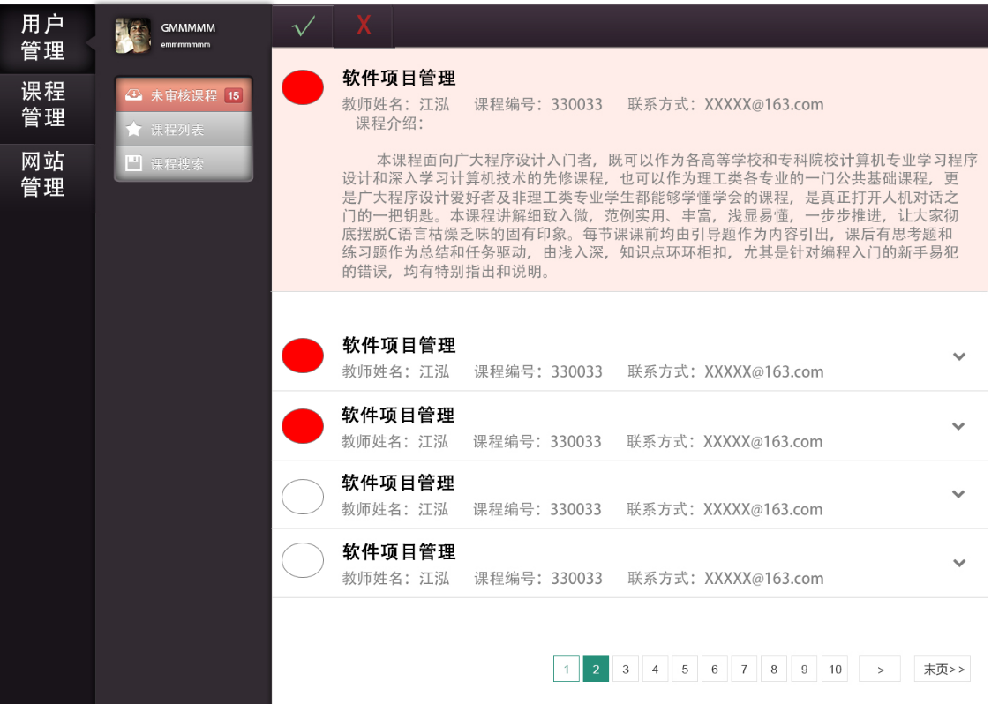 用户
管理
课程
管理
网站
管理
GMMMMM
emmmmmmm
未审核课程 15
课程列表
课程搜索
√ X
软件项目管理
教师姓名：江泓 课程编号：330033 联系方式：XXXXX@163.com
课程介绍：
本课程面向广大程序设计入门者，既可以作为各高等学校和专科院校计算机专业学习程序
设计和深入学习计算机技术的先修课程，也可以作为理工类各专业的一门公共基础课程，更
是广大程序设计爱好者及非理工类专业学生都能够学懂学会的课程，是真正打开人机对话之
门的一把钥匙。本课程讲解细致入微，范例实用、丰富，浅显易懂，一步步推进，让大家彻
底摆脱C语言枯燥乏味的固有印象。每节课课前均由引导题作为内容引出，课后有思考题和
练习题作为总结和任务驱动，由浅入深，知识点环环相扣，尤其是针对编程入门的新手易犯
的错误，均有特别指出和说明。
软件项目管理
教师姓名：江泓 课程编号：330033 联系方式：XXXXX@163.com
软件项目管理
教师姓名：江泓 课程编号：330033 联系方式：XXXXX@163.com
软件项目管理
教师姓名：江泓 课程编号：330033 联系方式：XXXXX@163.com
软件项目管理
教师姓名：江泓 课程编号：330033 联系方式：XXXXX@163.com
1 2 3 4 5 6 7 8 9 10 > 末页>>